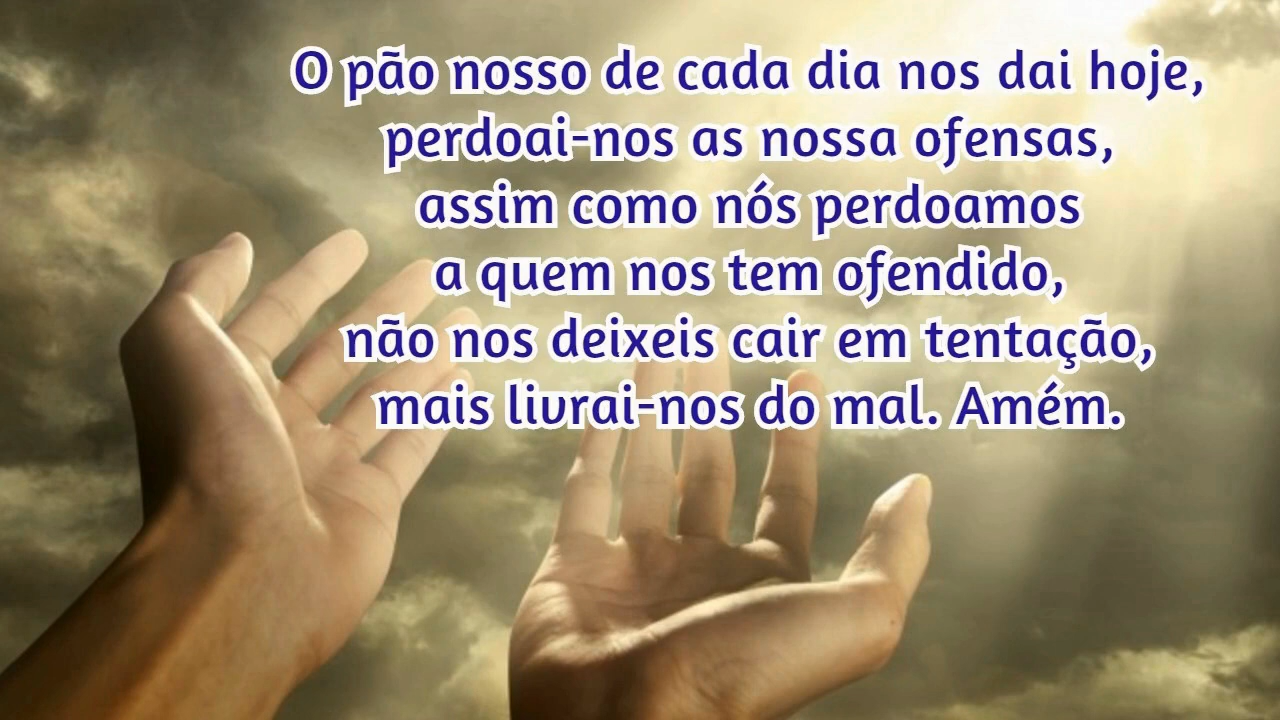 O pão nosso de cada dia nos dai hoje,
perdoai-nos as nossa ofensas,
assim como nós perdoamos
a quem nos tem ofendido,
não nos deixeis cair em tentação,
mais livrai-nos do mal. Amém.